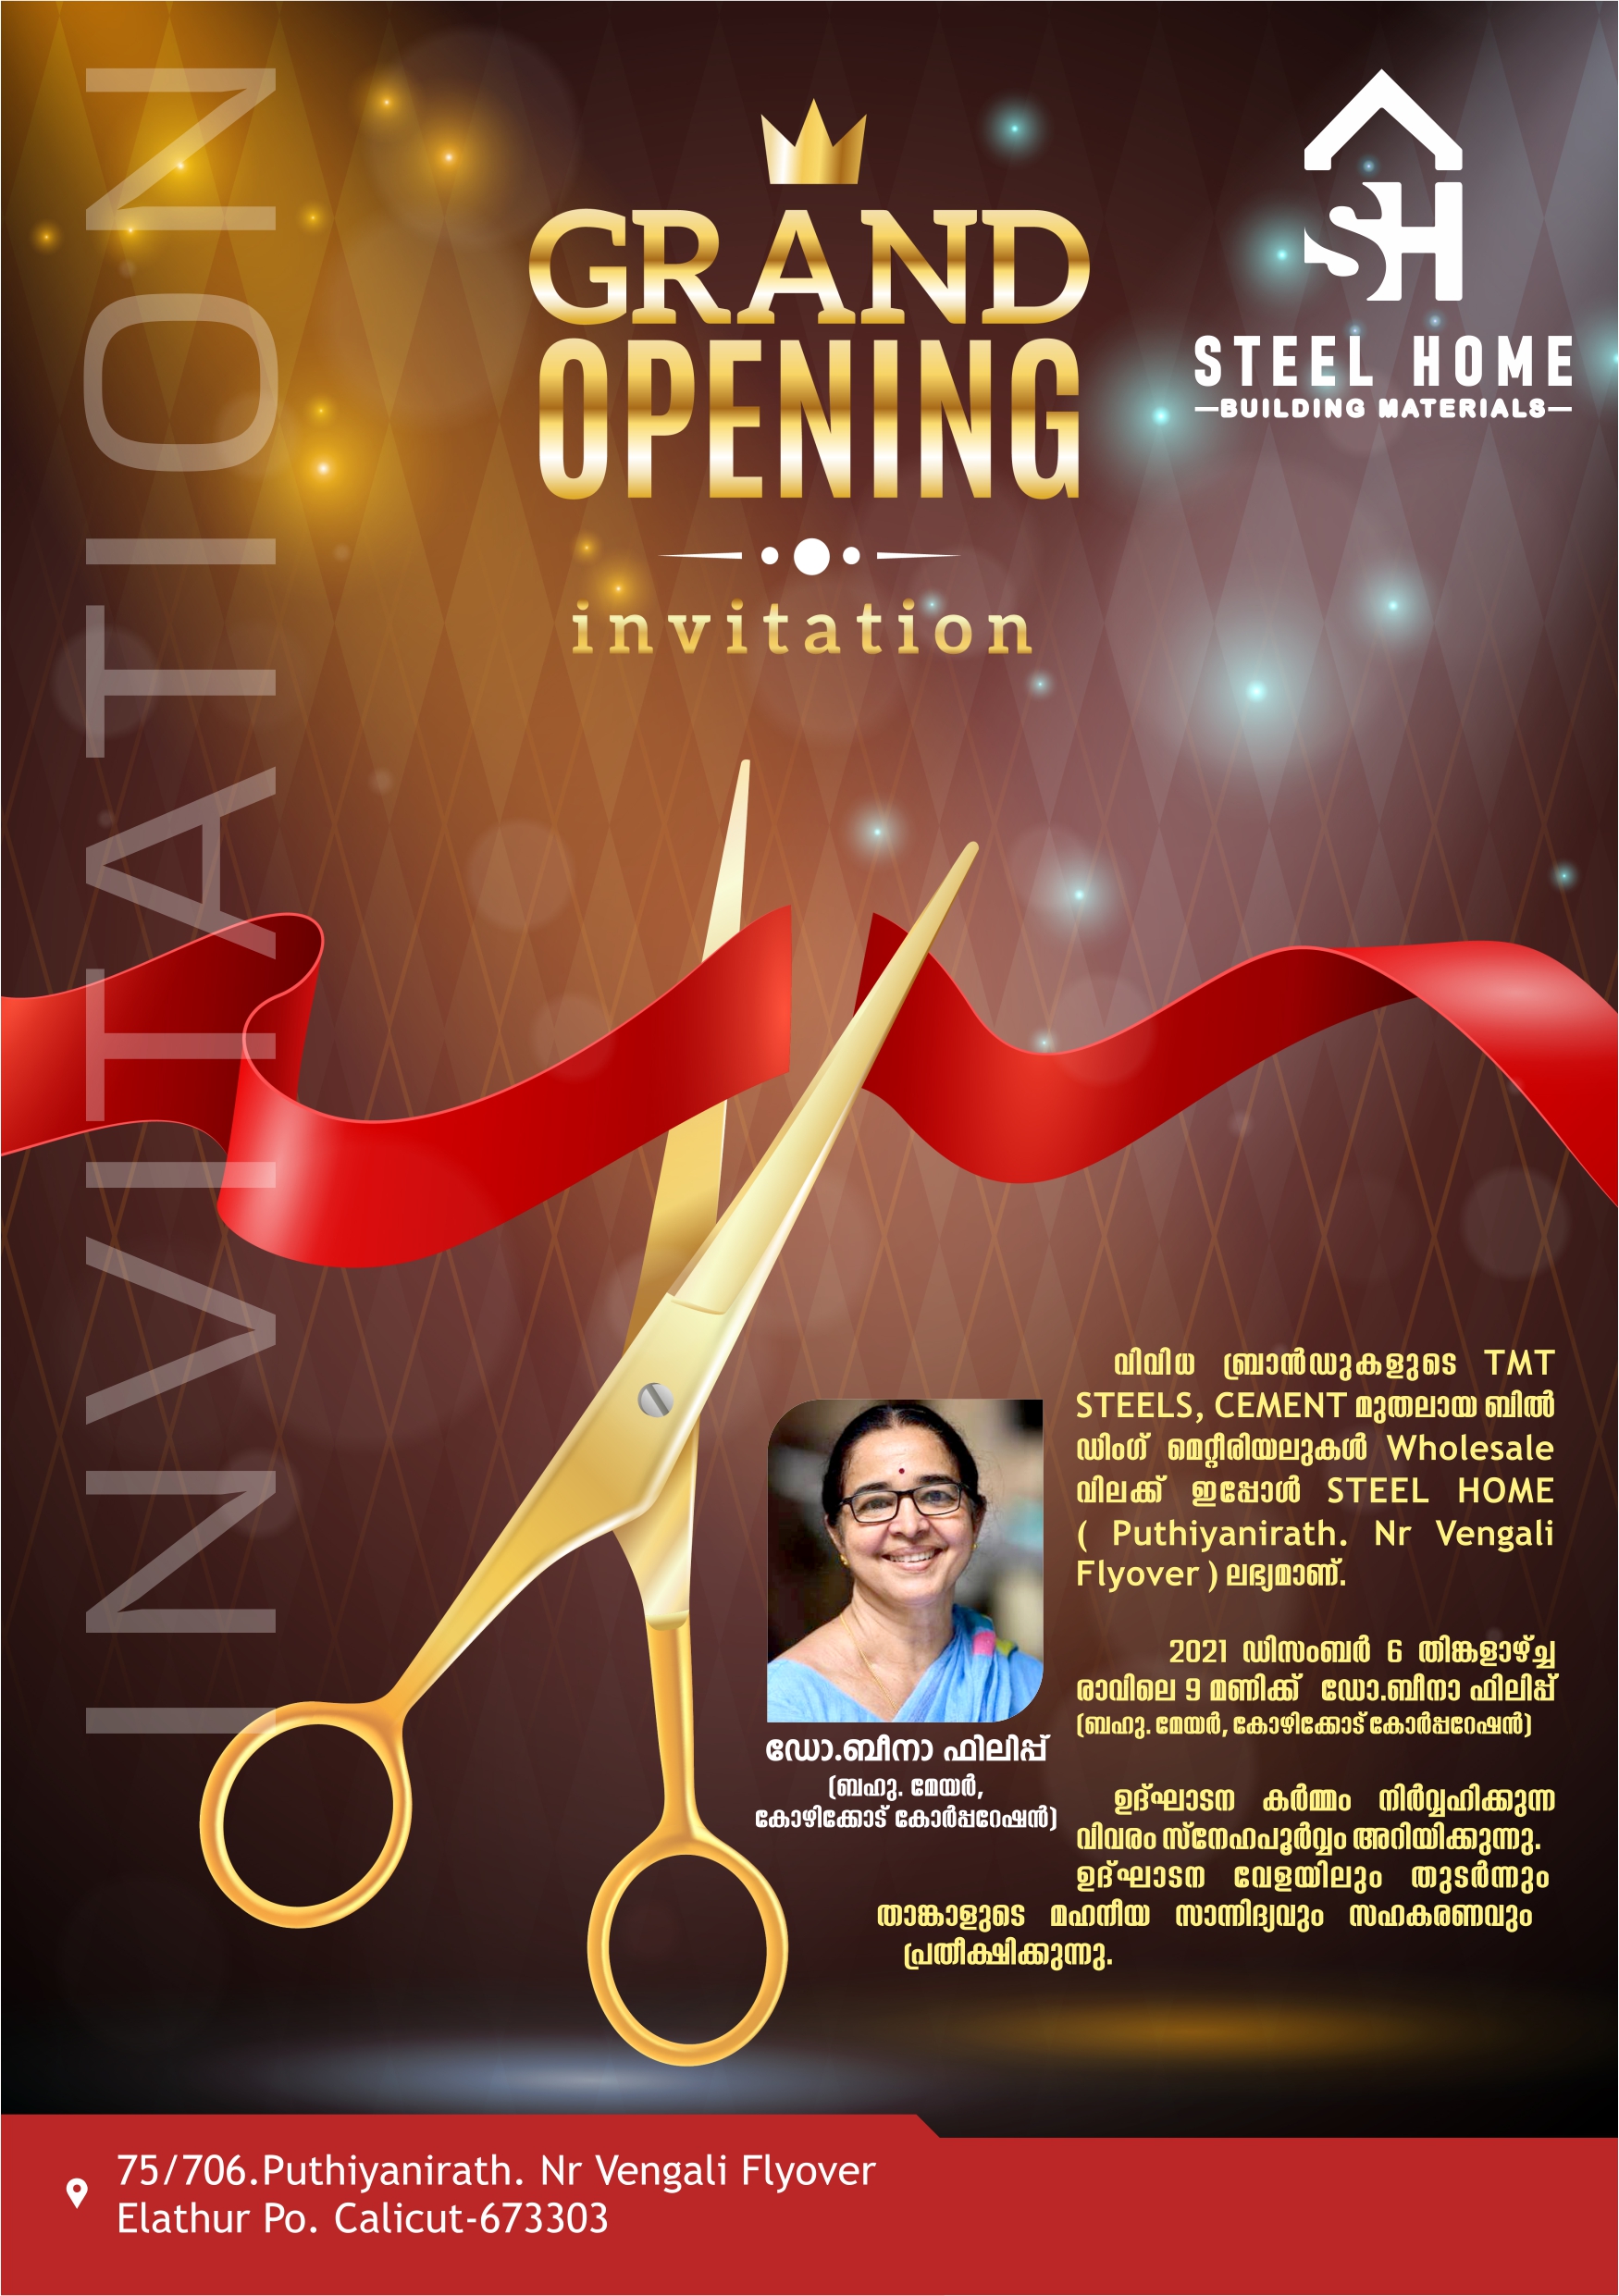 INVITATION
GRAND
OPENING
invitation
SH
STEEL HOME
BUILDING MATERIALS
വിവിധ ബ്രാൻഡുകളുടെ TMT
STEELS, CEMENT മുതലായ ബിൽ
ഡിംഗ് മെറ്റീരിയലുകൾ Wholesale
വിലക്ക് ഇപ്പോൾ STEEL HOME
( Puthiyanirath. Nr Vengali
Flyover ) ലഭ്യമാണ്.
2021 ഡിസംബർ 6 തിങ്കളാഴ്ച്ച
രാവിലെ 9 മണിക്ക് ഡോ.ബീനാ ഫിലിപ്പ്
(ബഹു. മേയർ, കോഴിക്കോട് കോർപ്പറേഷൻ)
ഡോ.ബീനാ ഫിലിപ്പ്
(ബഹു. മേയർ,
കോഴിക്കോട് കോർപ്പറേഷൻ)
ഉദ്ഘാടന കർമ്മം നിർവ്വഹിക്കുന്ന
വിവരം സ്നേഹപൂർവ്വം അറിയിക്കുന്നു.
ഉദ്ഘാടന വേളയിലും തുടർന്നും
താങ്കാളുടെ മഹനീയ സാന്നിദ്യവും സഹകരണവും
പ്രതീക്ഷിക്കുന്നു.
75/706.Puthiyanirath. Nr Vengali Flyover
Elathur Po. Calicut-673303